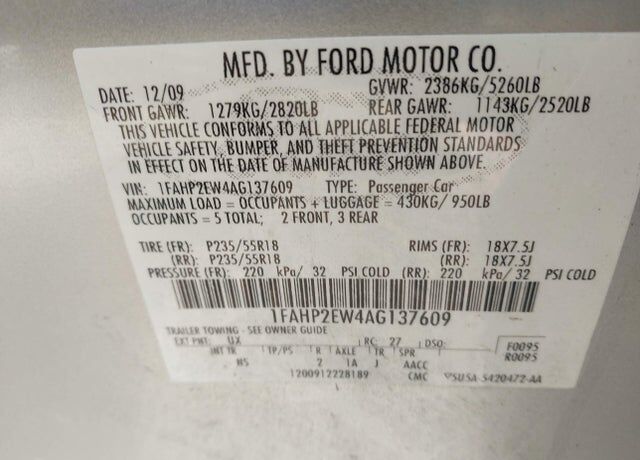 MFD. BY FORD MOTOR CO.
DATE: 12/09 GVWR: 2386KG/5260LB
FRONT GAWR: 1279KG/2820LB REAR GAWR: 1143KG/2520LB
THIS VEHICLE CONFORMS TO ALL APPLICABLE FEDERAL MOTOR
VEHICLE SAFETY, BUMPER, AND THEFT PREVENTION STANDARDS
IN EFFECT ON THE DATE OF MANUFACTURE SHOWN ABOVE.
VIN: 1FAHP2EW4AG137609 TYPE: Passenger Car
MAXIMUM LOAD = OCCUPANTS + LUGGAGE = 430KG/ 950LB
OCCUPANTS = 5 TOTAL; 2 FRONT, 3 REAR
TIRE (FR): P235/55R18 RIMS (FR): 18X7.5J
(RR): P235/55R18 (RR): 18X7.5J
PRESSURE (FR): 220 kPa/ 32 PSI COLD (RR): 220 kPa/ 32 PSI COLD
1FAHP2EW4AG137609
TRAILER TOWING - SEE OWNER GUIDE
EXT PNT: UX RC: 27 DSO: F0095
INT TR TP/PS R AXLE TR SPR R0095
2 1A J AACC
1200912228189 CMC 5U5A-5420472-AA